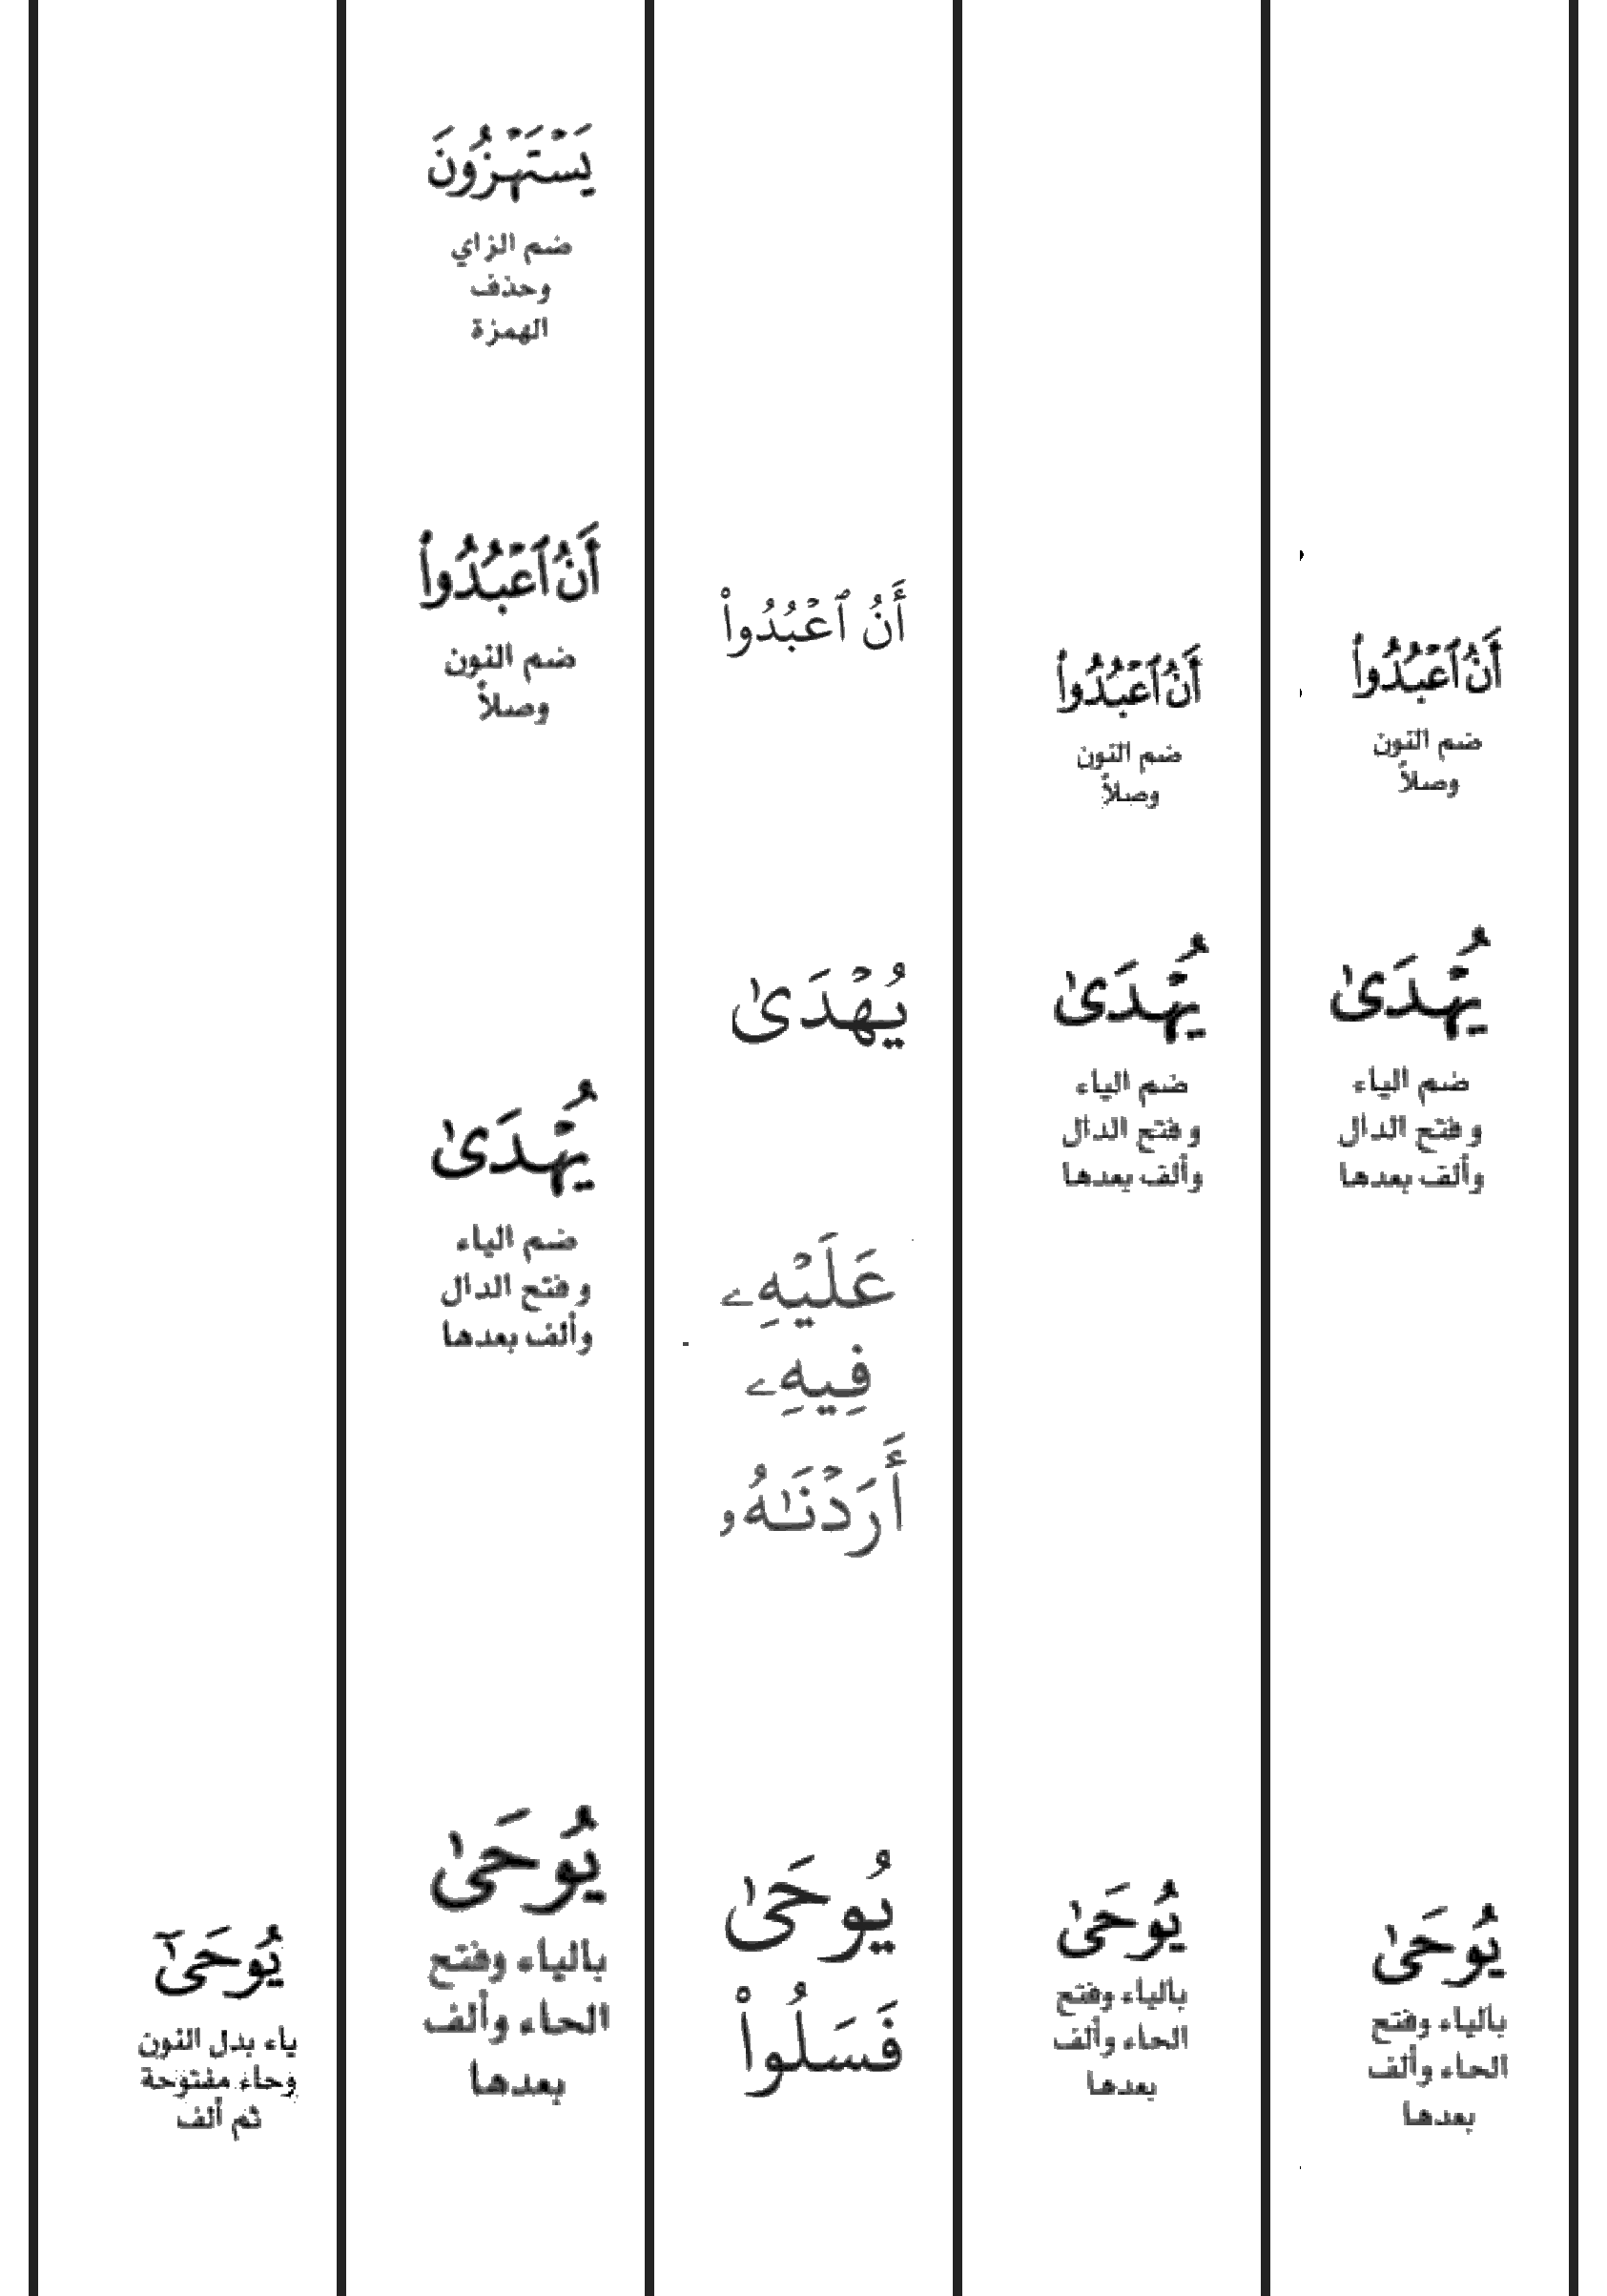 أَنُ ٱعۡبُدُواْ
ضم النون
وصلاً
يُهۡدَىٰ
ضم الياء
وفتح الدال
وألف بعدها
يُوحَىٰ
بالياء وفتح
الحاء وألف
بعدها
أَنُ ٱعۡبُدُواْ
ضم النون
وصلاً
يُهۡدَىٰ
ضم الياء
وفتح الدال
وألف بعدها
يُوحَىٰ
بالياء وفتح
الحاء وألف
بعدها
أَنُ ٱعۡبُدُواْ
يُهۡدَىٰ
عَلَيۡهِۦ
فِيهِۦ
أَرَدۡنَٰهُۥ
يُوحَىٰ
فَسَلُواْ
يَسۡتَهۡزُونَ
ضم الزاي
وحذف
الهمزة
أَنُ ٱعۡبُدُواْ
ضم النون
وصلاً
يُهۡدَىٰ
ضم الياء
وفتح الدال
وألف بعدها
يُوحَىٰ
بالياء وفتح
الحاء وألف
بعدها
يُوحَىٰٓ
ياء بدل النون
وحاء مفتوحة
ثم ألف